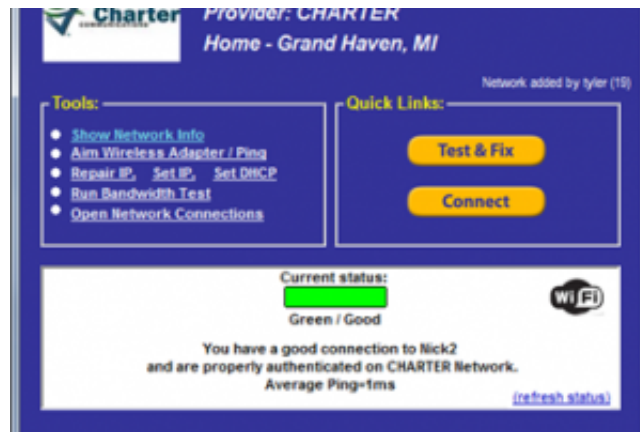 Charter
COMMUNICATIONS
Provider: CHARTER
Home - Grand Haven, MI
Network added by tyler (19)
Tools:
Show Network Info
Aim Wireless Adapter / Ping
Repair IP, Set IP, Set DHCP
Run Bandwidth Test
Open Network Connections
Quick Links:
Test & Fix
Connect
Current status:
Green / Good
Wi Fi
You have a good connection to Nick2
and are properly authenticated on CHARTER Network.
Average Ping=1ms
(refresh status)